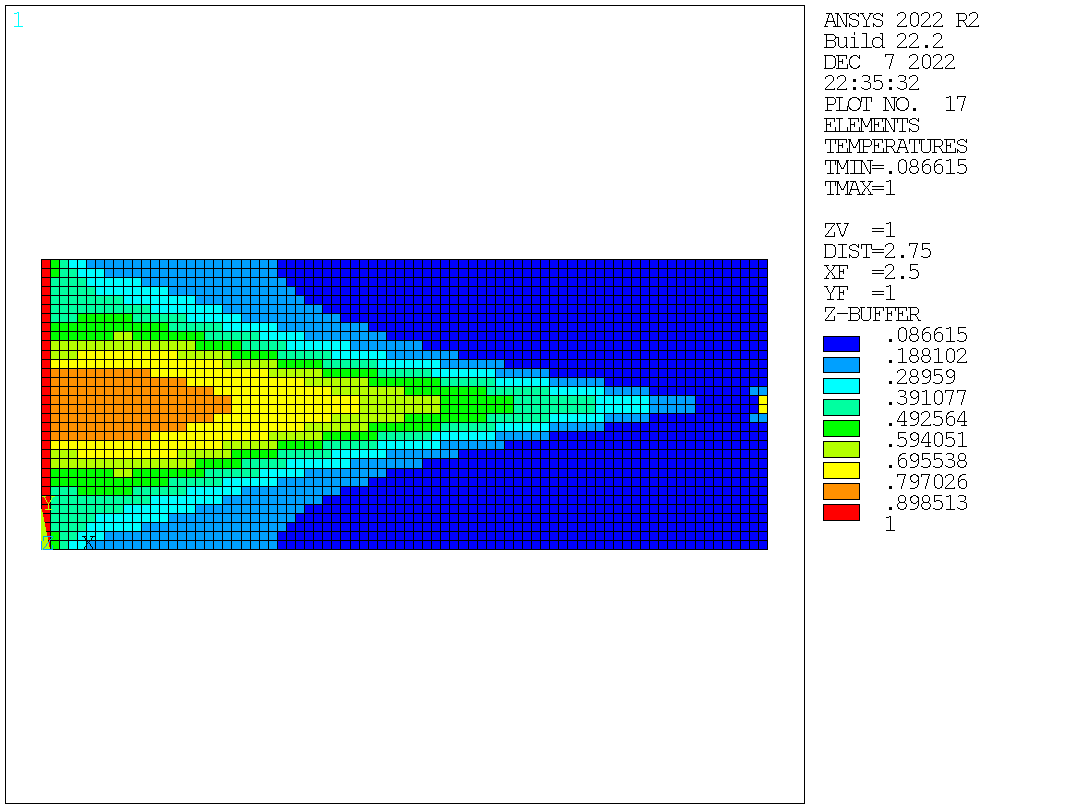 1
ANSYS 2022 R2
Build 22.2
DEC 7 2022
22:35:32
PLOT NO. 17
ELEMENTS
TEMPERATURES
TMIN=.086615
TMAX=1
ZV =1
DIST=2.75
XF =2.5
YF =1
Z-BUFFER
.086615
.188102
.28959
.391077
.492564
.594051
.695538
.797026
.898513
1
Y
Z X